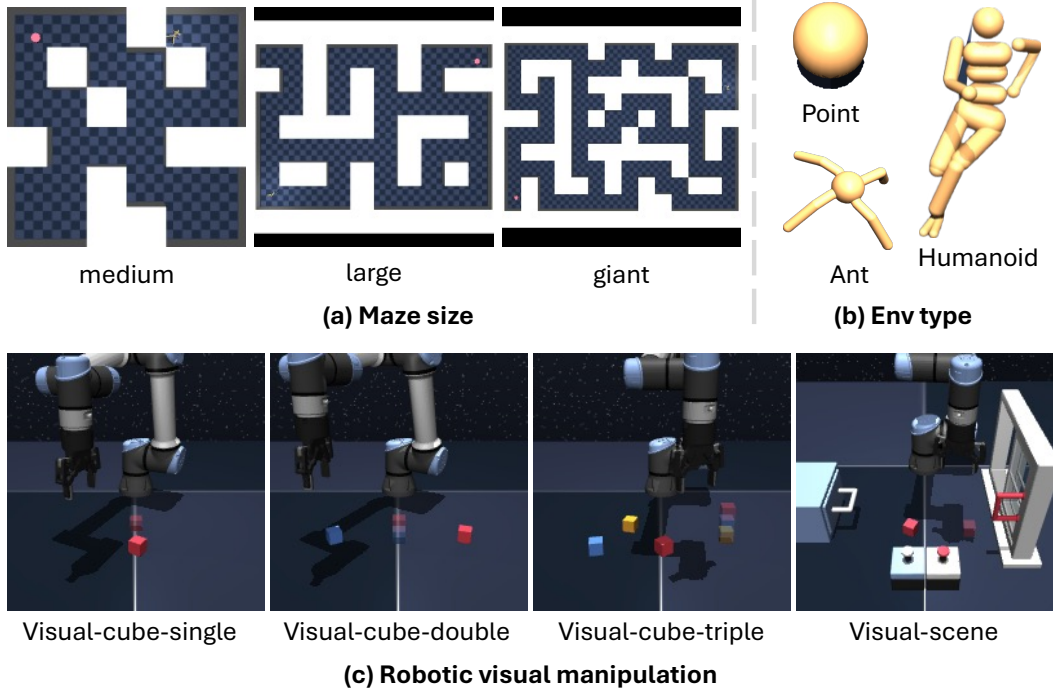 medium
large
giant
(a) Maze size
Point
Ant
Humanoid
(b) Env type
Visual-cube-single
Visual-cube-double
Visual-cube-triple
Visual-scene
(c) Robotic visual manipulation